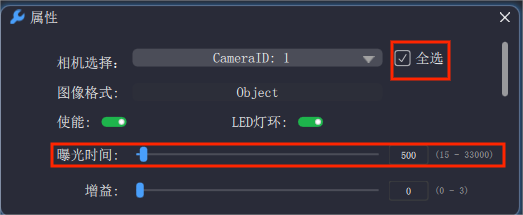 属性
相机选择: CameraID: 1 全选
图像格式: Object
使能: LED灯环:
曝光时间: 500 (15 - 33000)
增益: 0 (0 - 3)